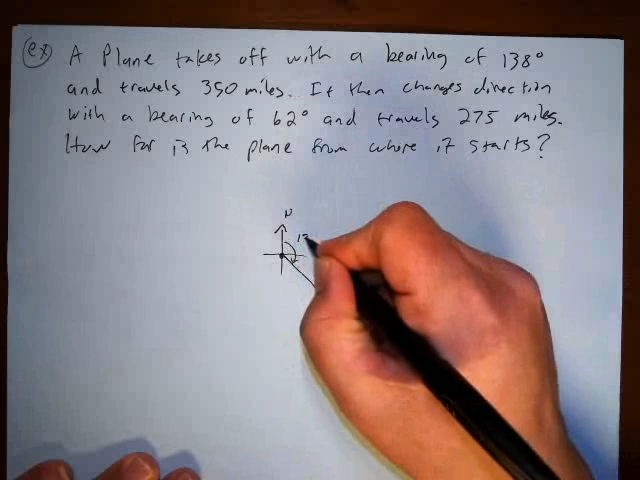 ex) A Plane takes off with a bearing of 138°
and travels 350 miles. It then changes direction
with a bearing of 62° and travels 275 miles.
How far is the plane from where it starts?
N